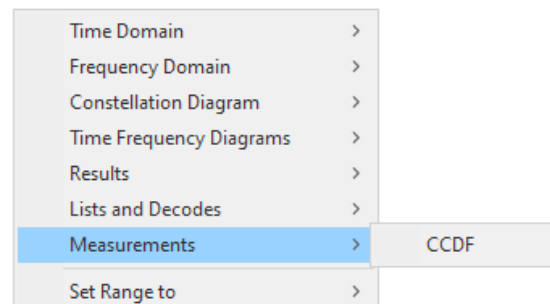 Time Domain >
Frequency Domain >
Constellation Diagram >
Time Frequency Diagrams >
Results >
Lists and Decodes >
Measurements > CCDF
Set Range to >